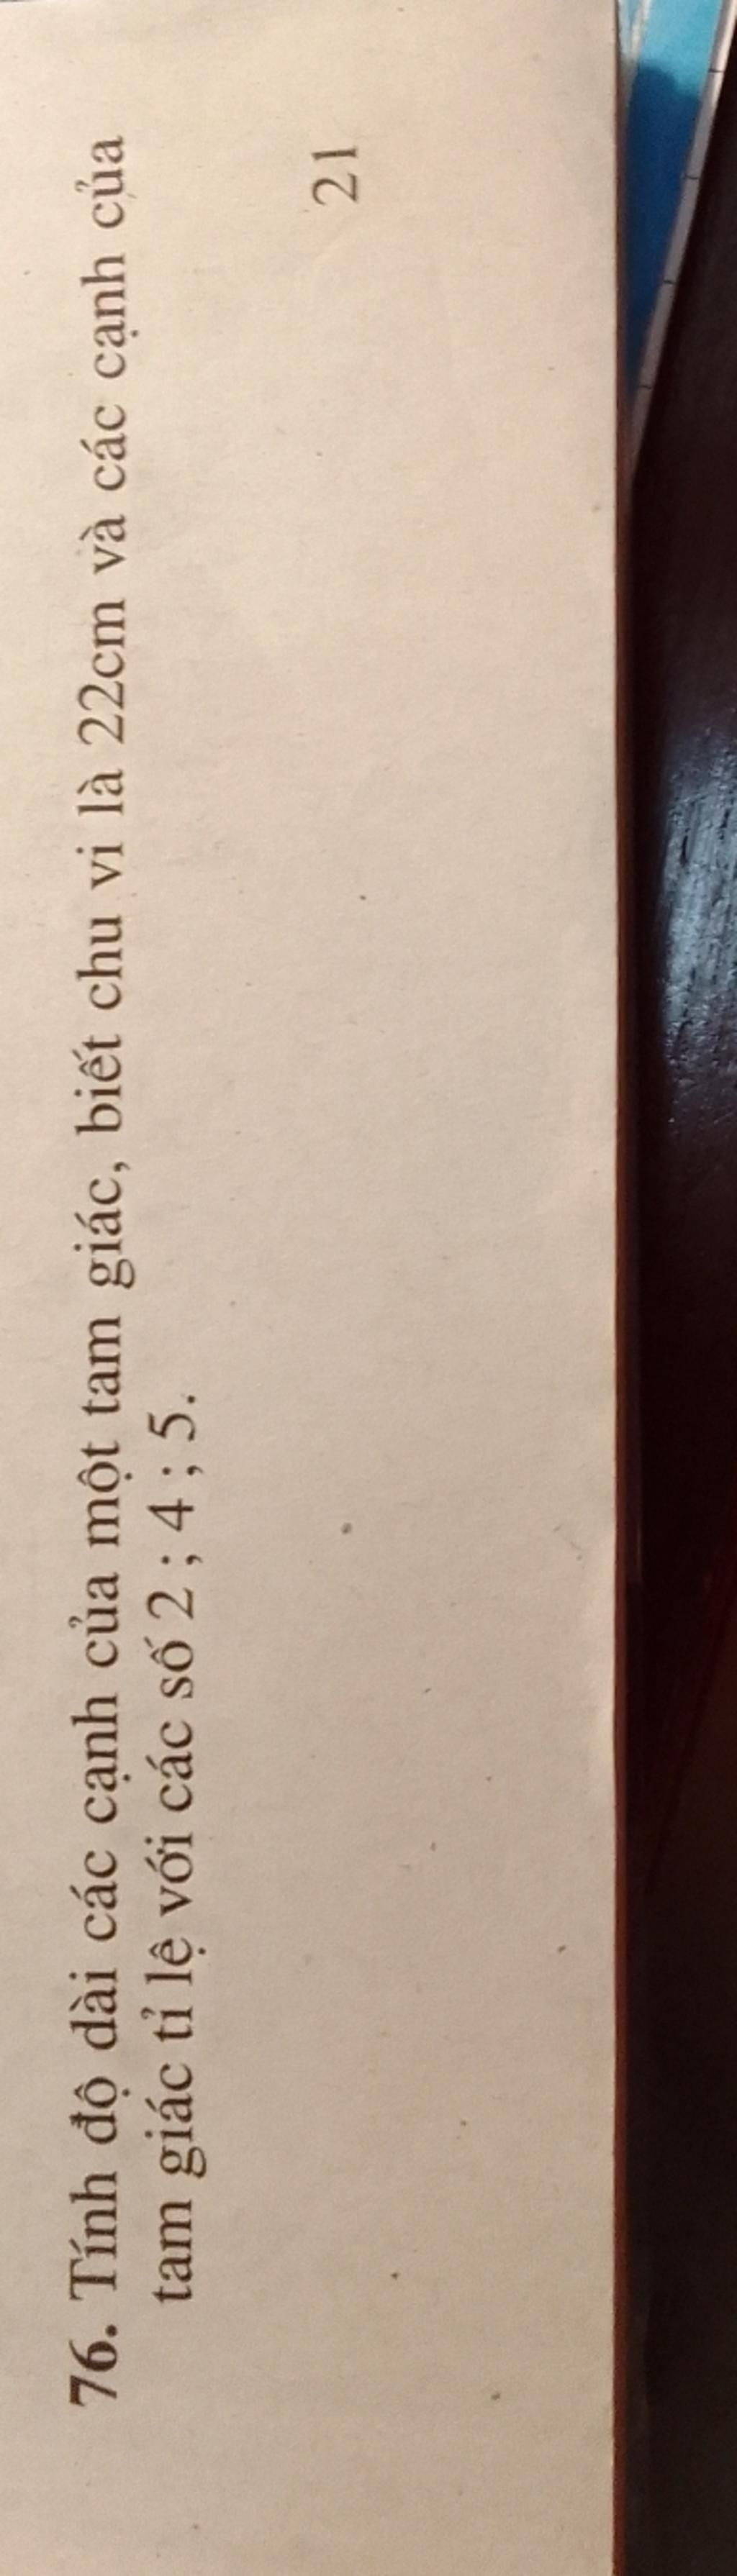 76. Tính độ dài các cạnh của một tam giác, biết chu vi là 22cm và các cạnh của
tam giác tỉ lệ với các số 2 ; 4 ; 5.
21